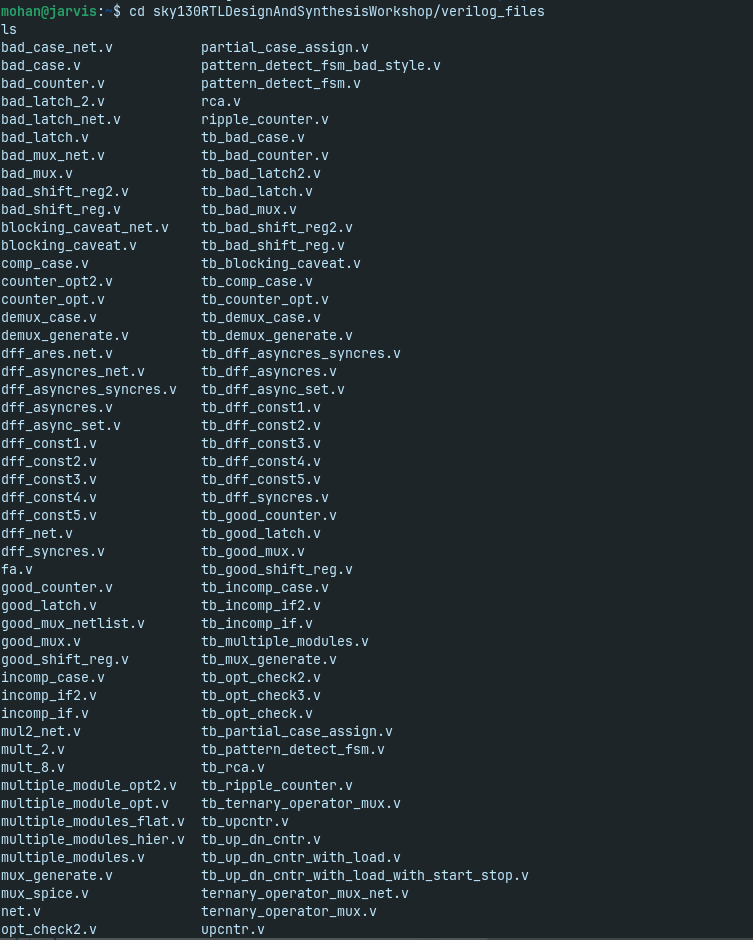 mohan@jarvis:~$ cd sky130RTLDesignAndSynthesisWorkshop/verilog_files
ls
bad_case_net.v partial_case_assign.v
bad_case.v pattern_detect_fsm_bad_style.v
bad_counter.v pattern_detect_fsm.v
bad_latch_2.v rca.v
bad_latch_net.v ripple_counter.v
bad_latch.v tb_bad_case.v
bad_mux_net.v tb_bad_counter.v
bad_mux.v tb_bad_latch2.v
bad_shift_reg2.v tb_bad_latch.v
bad_shift_reg.v tb_bad_mux.v
blocking_caveat_net.v tb_bad_shift_reg2.v
blocking_caveat.v tb_bad_shift_reg.v
comp_case.v tb_blocking_caveat.v
counter_opt2.v tb_comp_case.v
counter_opt.v tb_counter_opt.v
demux_case.v tb_demux_case.v
demux_generate.v tb_demux_generate.v
dff_ares.net.v tb_dff_asyncres_syncres.v
dff_asyncres_net.v tb_dff_asyncres.v
dff_asyncres_syncres.v tb_dff_async_set.v
dff_asyncres.v tb_dff_const1.v
dff_async_set.v tb_dff_const2.v
dff_const1.v tb_dff_const3.v
dff_const2.v tb_dff_const4.v
dff_const3.v tb_dff_const5.v
dff_const4.v tb_dff_syncres.v
dff_const5.v tb_good_counter.v
dff_net.v tb_good_latch.v
dff_syncres.v tb_good_mux.v
fa.v tb_good_shift_reg.v
good_counter.v tb_incomp_case.v
good_latch.v tb_incomp_if2.v
good_mux_netlist.v tb_incomp_if.v
good_mux.v tb_multiple_modules.v
good_shift_reg.v tb_mux_generate.v
incomp_case.v tb_opt_check2.v
incomp_if2.v tb_opt_check3.v
incomp_if.v tb_opt_check.v
mul2_net.v tb_partial_case_assign.v
mult_2.v tb_pattern_detect_fsm.v
mult_8.v tb_rca.v
multiple_module_opt2.v tb_ripple_counter.v
multiple_module_opt.v tb_ternary_operator_mux.v
multiple_modules_flat.v tb_upcntr.v
multiple_modules_hier.v tb_up_dn_cntr.v
multiple_modules.v tb_up_dn_cntr_with_load.v
mux_generate.v tb_up_dn_cntr_with_load_with_start_stop.v
mux_spice.v ternary_operator_mux_net.v
net.v ternary_operator_mux.v
opt_check2.v upcntr.v